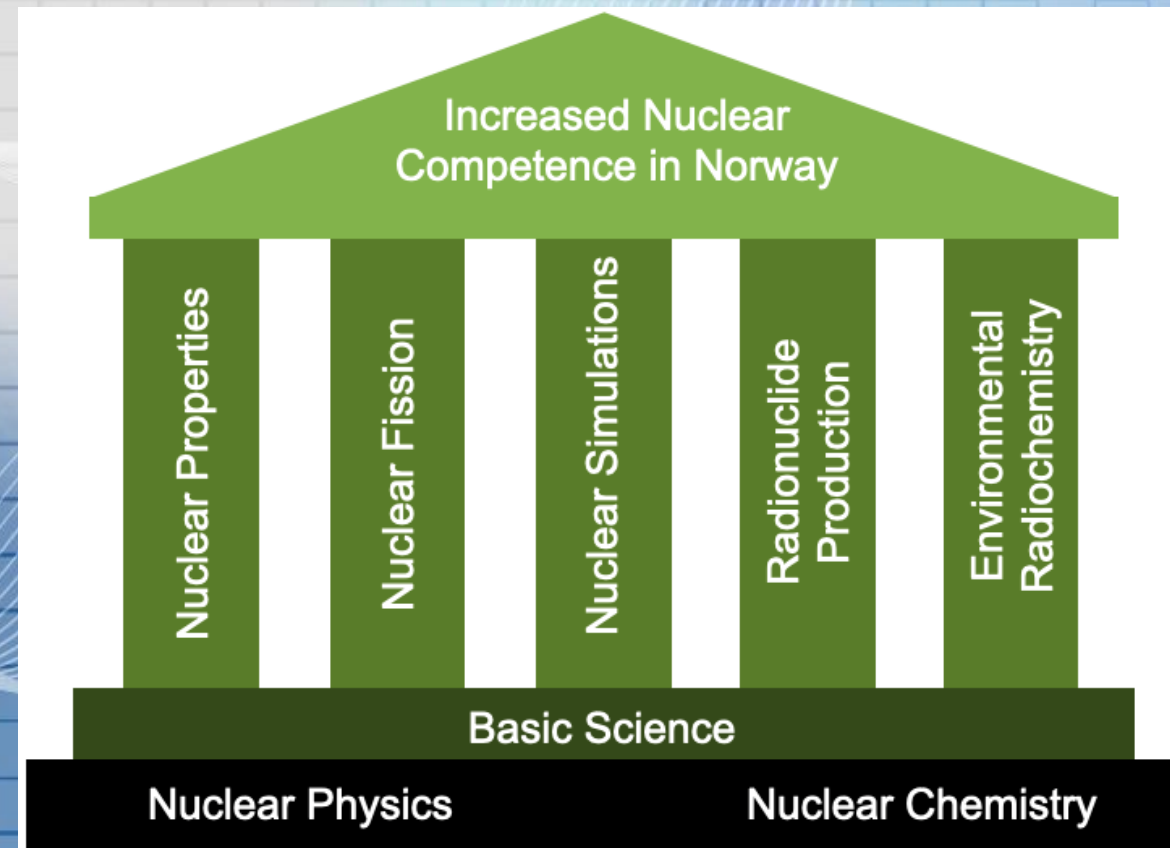 Increased Nuclear
Competence in Norway
Nuclear Properties
Nuclear Fission
Nuclear Simulations
Radionuclide
Production
Environmental
Radiochemistry
Basic Science
Nuclear Physics
Nuclear Chemistry